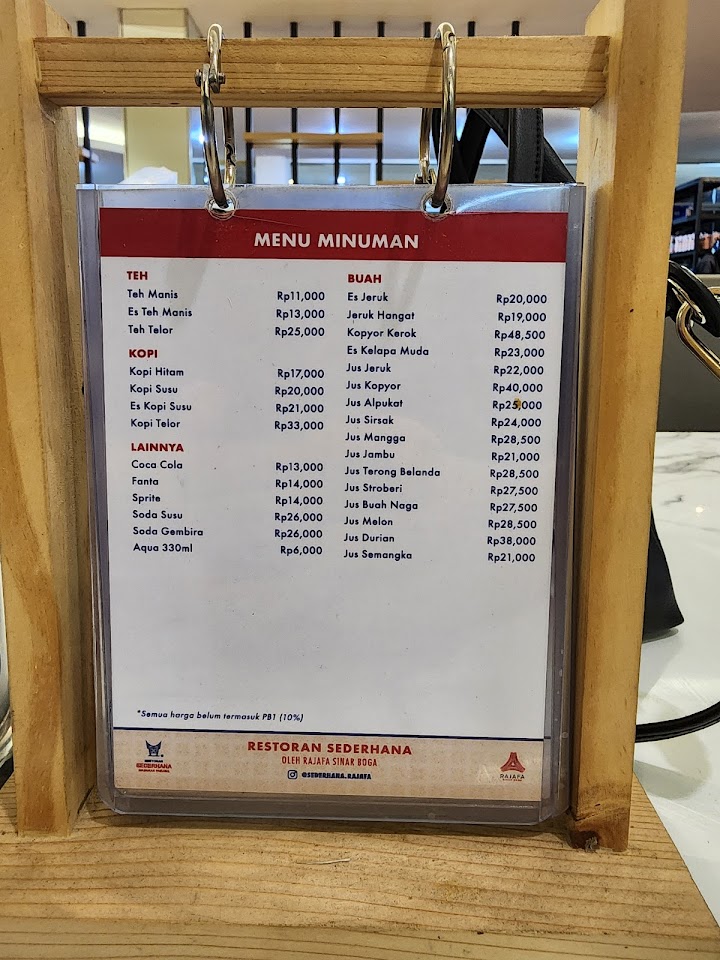 MENU MINUMAN
TEH
Teh Manis Rp11,000
Es Teh Manis Rp13,000
Teh Telor Rp25,000
KOPI
Kopi Hitam Rp17,000
Kopi Susu Rp20,000
Es Kopi Susu Rp21,000
Kopi Telor Rp33,000
LAINNYA
Coca Cola Rp13,000
Fanta Rp14,000
Sprite Rp14,000
Soda Susu Rp26,000
Soda Gembira Rp26,000
Aqua 330ml Rp6,000
BUAH
Es Jeruk Rp20,000
Jeruk Hangat Rp19,000
Kopyor Kerok Rp48,500
Es Kelapa Muda Rp23,000
Jus Jeruk Rp22,000
Jus Kopyor Rp40,000
Jus Alpukat Rp25,000
Jus Sirsak Rp24,000
Jus Mangga Rp28,500
Jus Jambu Rp21,000
Jus Terong Belanda Rp28,500
Jus Stroberi Rp27,500
Jus Buah Naga Rp27,500
Jus Melon Rp28,500
Jus Durian Rp38,000
Jus Semangka Rp21,000
*Semua harga belum termasuk PB1 (10%)
SEDERHANA
RESTORAN SEDERHANA
OLEH RAJAFA SINAR BOGA
@SEDERHANA.RAJAFA
RAJAFA